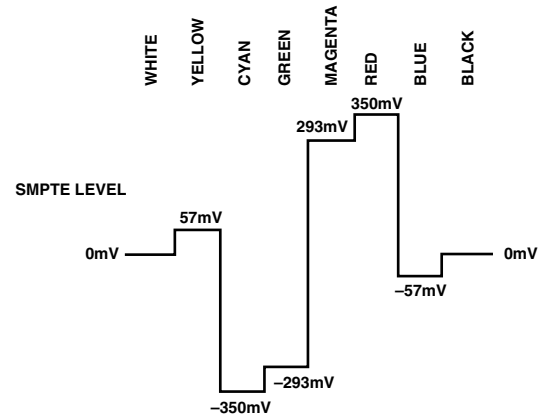 WHITE
YELLOW
CYAN
GREEN
MAGENTA
RED
BLUE
BLACK
350mV
293mV
SMPTE LEVEL
57mV
0mV
0mV
–57mV
–293mV
–350mV